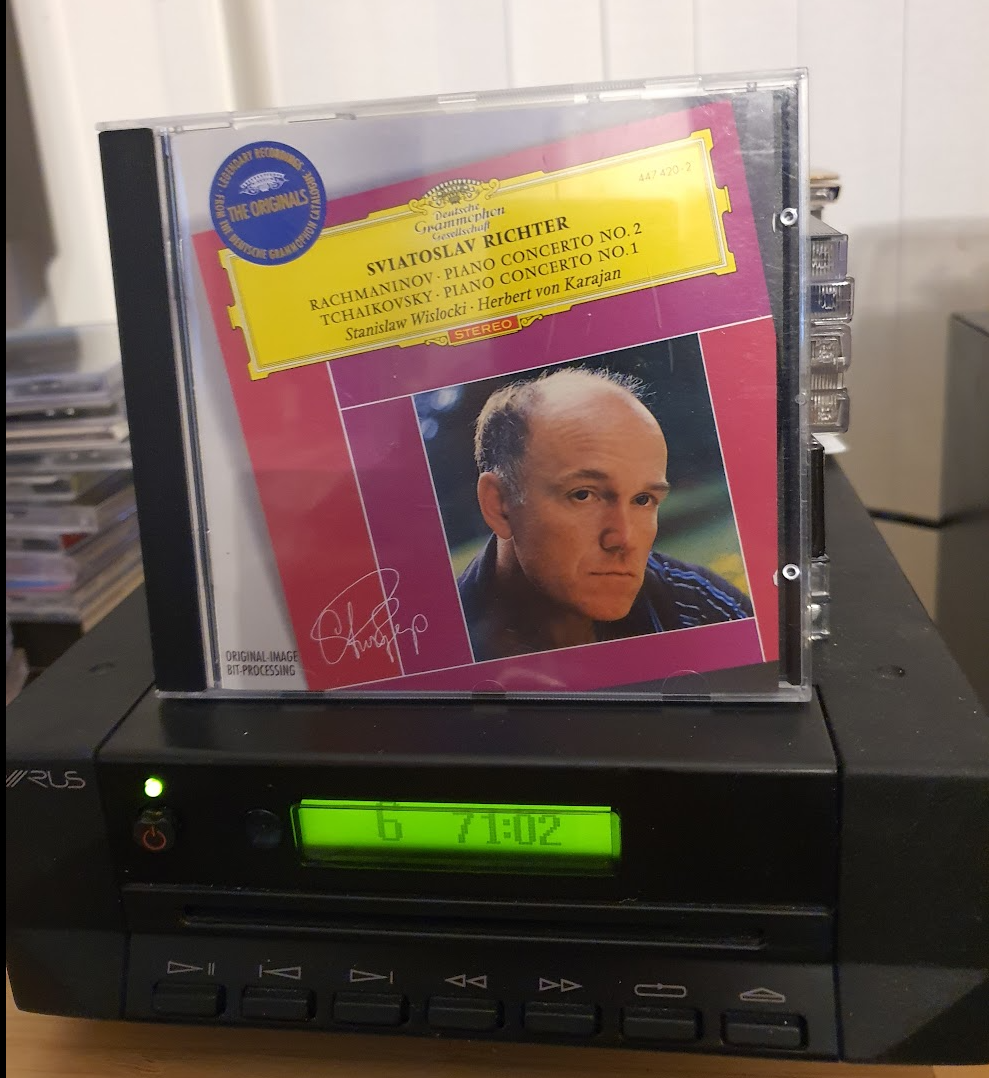 LEGENDARY RECORDINGS
THE ORIGINALS
FROM THE DEUTSCHE GRAMMOPHON CATALOGUE
447 420-2
Deutsche
Grammophon
Gesellschaft
SVIATOSLAV RICHTER
RACHMANINOV · PIANO CONCERTO NO. 2
TCHAIKOVSKY · PIANO CONCERTO NO. 1
Stanislaw Wislocki · Herbert von Karajan
STEREO
ORIGINAL-IMAGE
BIT-PROCESSING
RUS
6 71:02